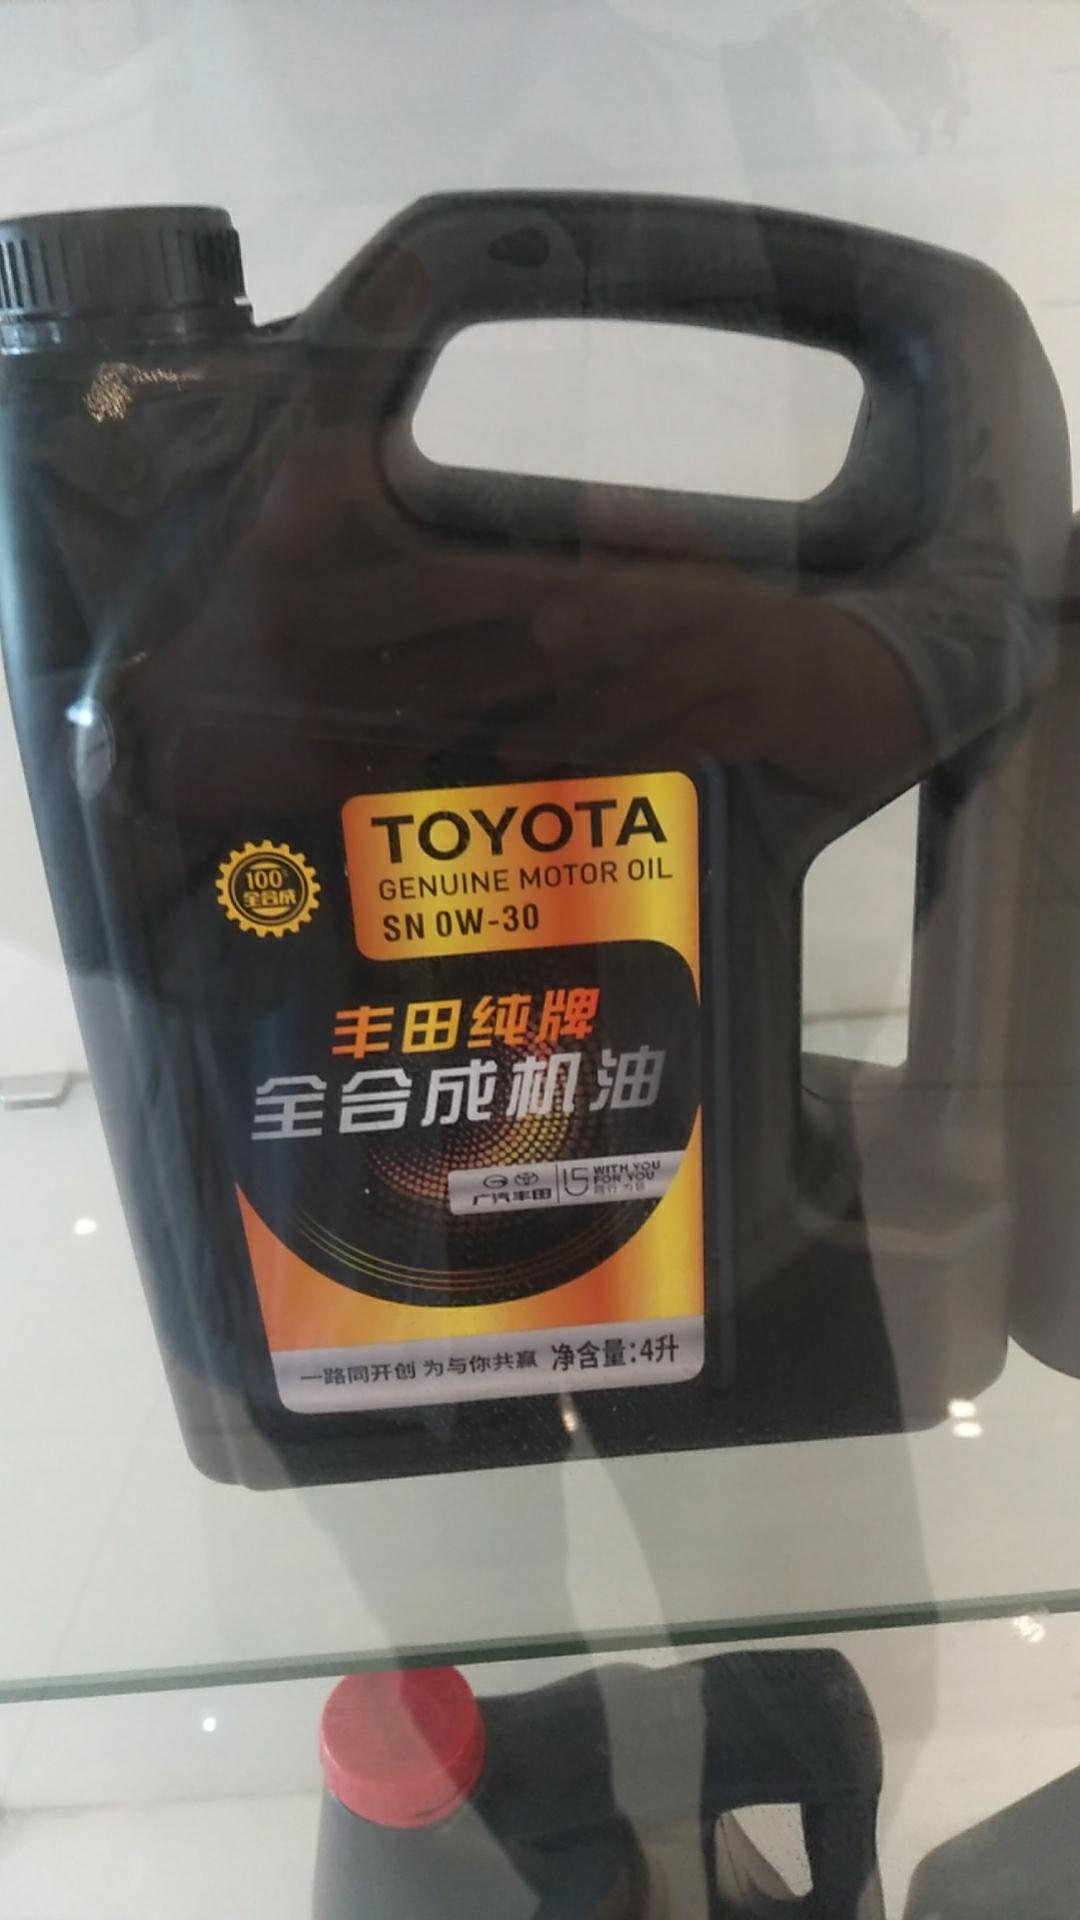 TOYOTA
GENUINE MOTOR OIL
SN 0W-30
100%
全合成
丰田纯牌
全合成机油
广汽丰田
15
WITH YOU
FOR YOU
一路同开创 为与你共赢 净含量:4升